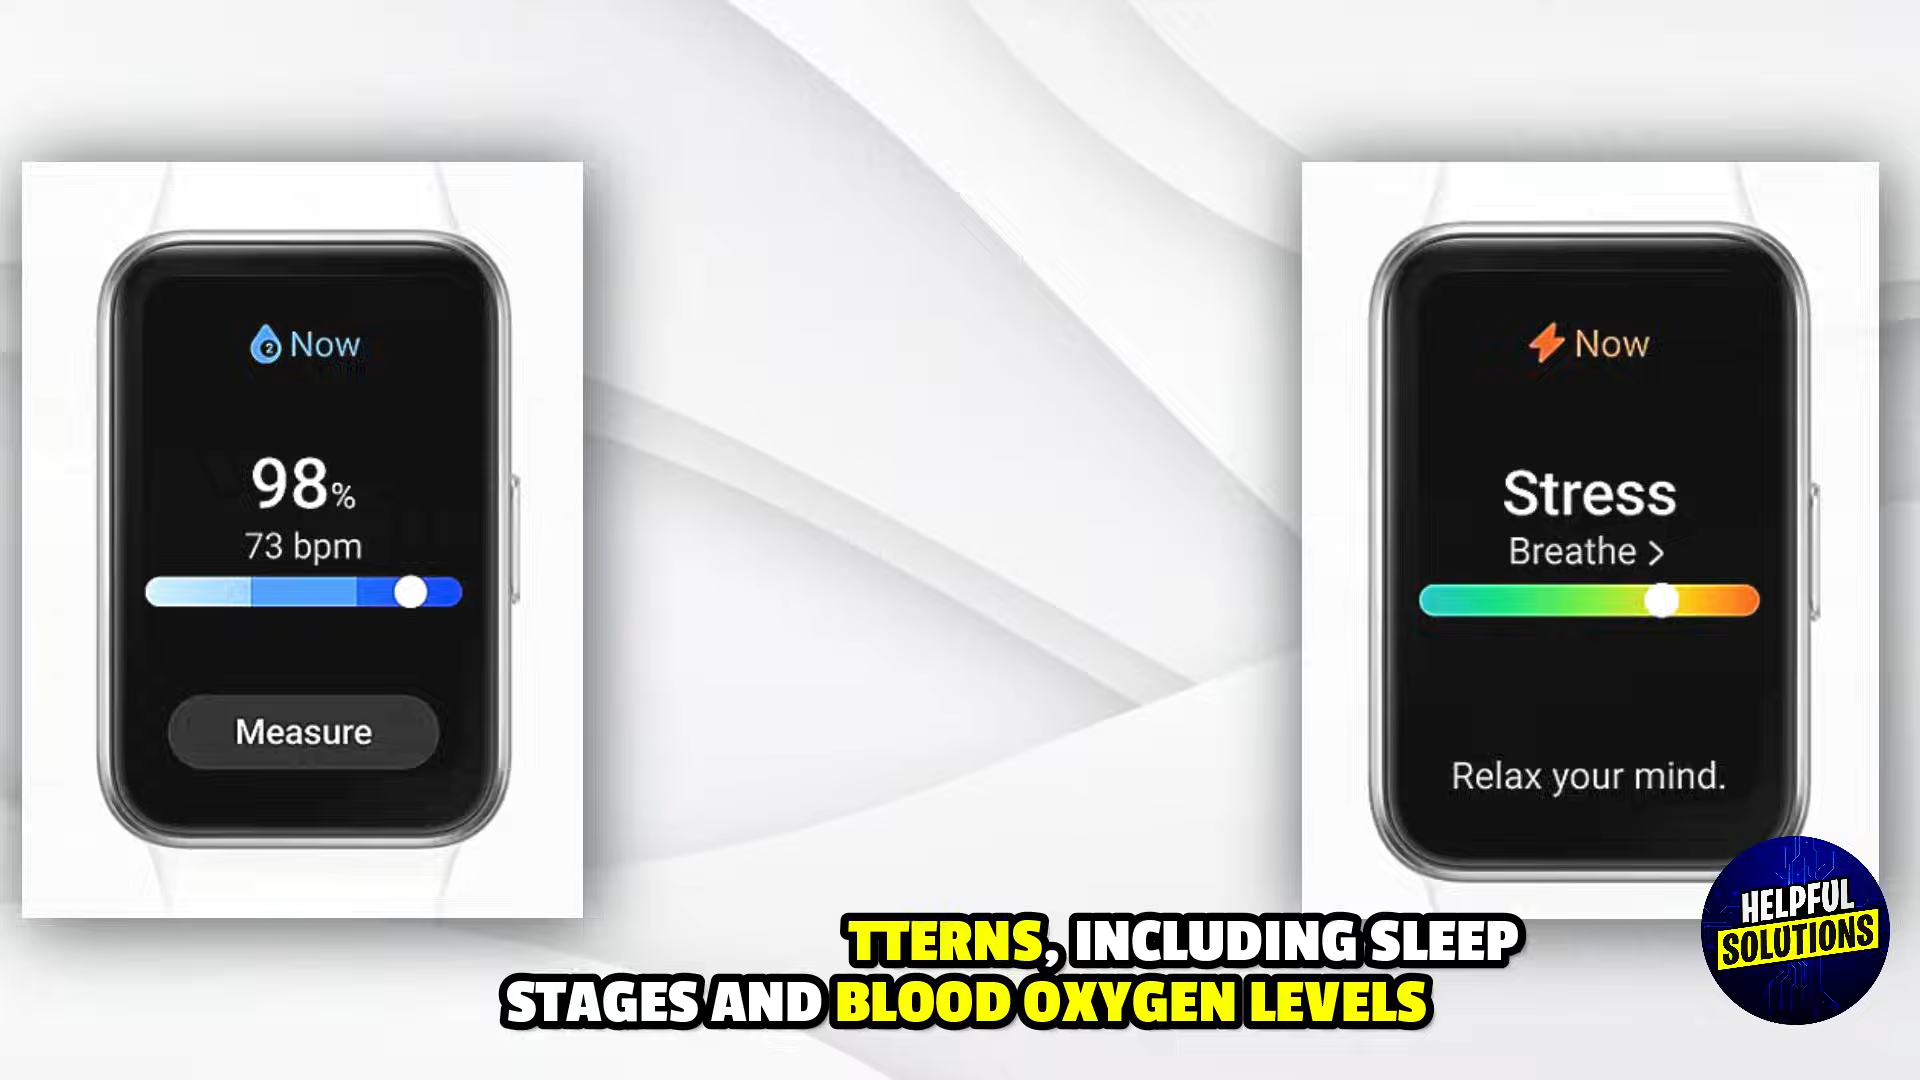 Now
98%
73 bpm
Measure
Now
Stress
Breathe >
Relax your mind.
TTERNS, INCLUDING SLEEP
STAGES AND BLOOD OXYGEN LEVELS
HELPFUL
SOLUTIONS